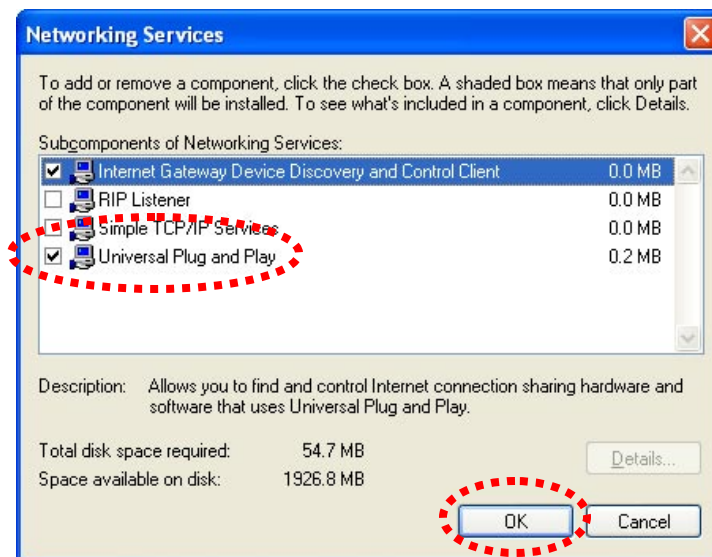 Networking Services
To add or remove a component, click the check box. A shaded box means that only part
of the component will be installed. To see what's included in a component, click Details.
Subcomponents of Networking Services:
Internet Gateway Device Discovery and Control Client 0.0 MB
RIP Listener 0.0 MB
Simple TCP/IP Services 0.0 MB
Universal Plug and Play 0.2 MB
Description: Allows you to find and control Internet connection sharing hardware and
software that uses Universal Plug and Play.
Total disk space required: 54.7 MB
Details...
Space available on disk: 1926.8 MB
OK Cancel